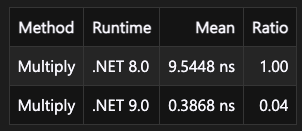 Method Runtime Mean Ratio
Multiply .NET 8.0 9.5448 ns 1.00
Multiply .NET 9.0 0.3868 ns 0.04